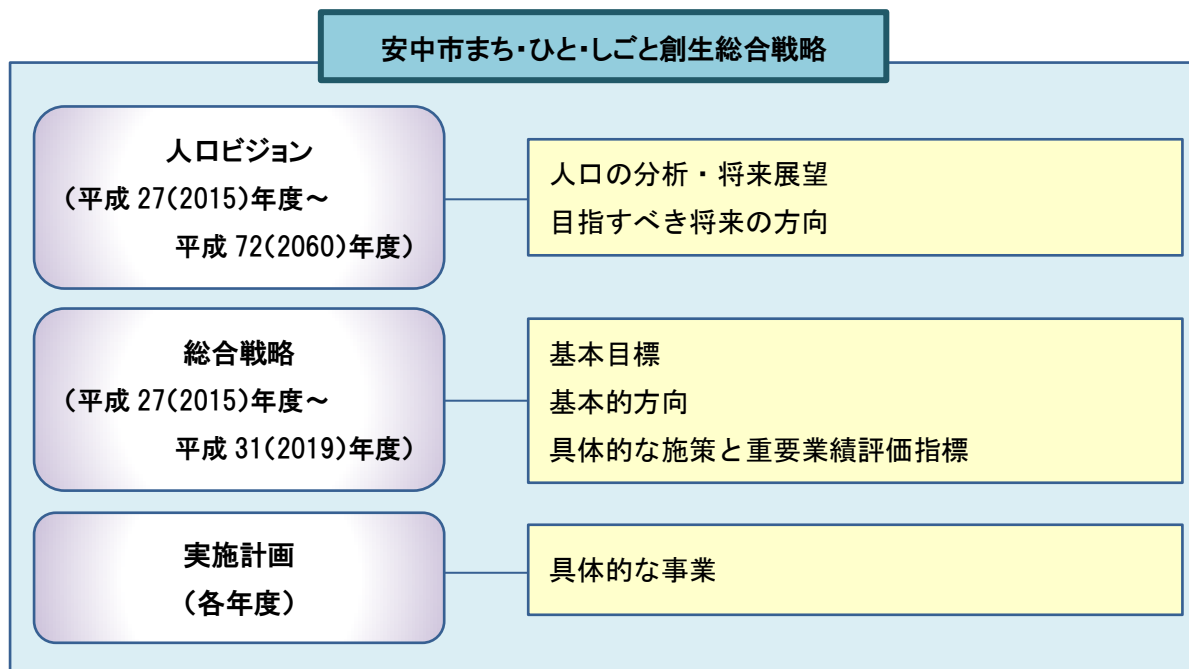 安中市まち・ひと・しごと創生総合戦略
人口ビジョン
（平成 27(2015)年度～
平成 72(2060)年度）
人口の分析・将来展望
目指すべき将来の方向
総合戦略
（平成 27(2015)年度～
平成 31(2019)年度）
基本目標
基本的方向
具体的な施策と重要業績評価指標
実施計画
（各年度）
具体的な事業